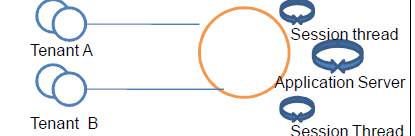 Session thread
Tenant A
Application Server
Tenant B
Session Thread